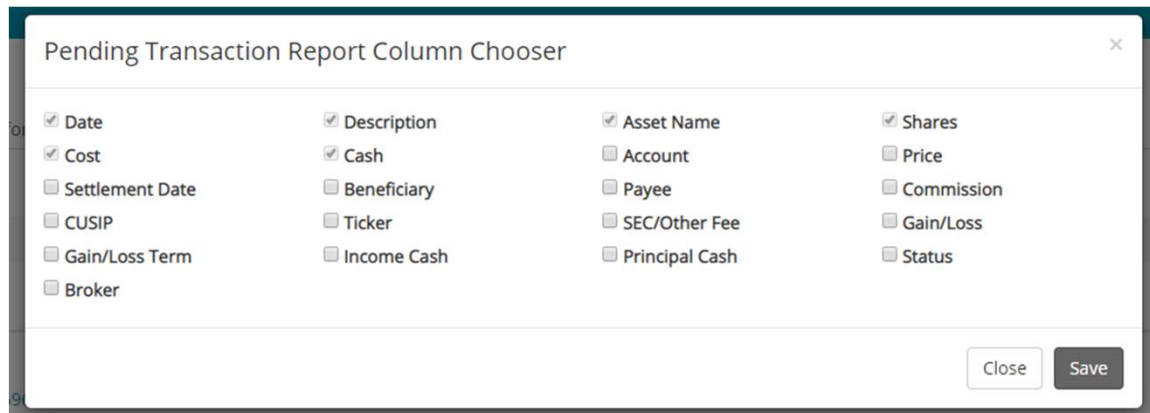 Pending Transaction Report Column Chooser ×
Date Description Asset Name Shares
Cost Cash Account Price
Settlement Date Beneficiary Payee Commission
CUSIP Ticker SEC/Other Fee Gain/Loss
Gain/Loss Term Income Cash Principal Cash Status
Broker
Close Save